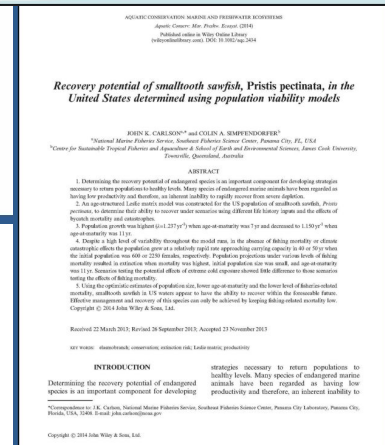 AQUATIC CONSERVATION: MARINE AND FRESHWATER ECOSYSTEMS
Aquatic Conserv: Mar. Freshw. Ecosyst. (2014)
Published online in Wiley Online Library
(wileyonlinelibrary.com). DOI: 10.1002/aqc.2434
Recovery potential of smalltooth sawfish, Pristis pectinata, in the
United States determined using population viability models
JOHN K. CARLSON and COLIN A. SIMPFENDORFER
National Marine Fisheries Service, Southeast Fisheries Science Center, Panama City, FL, USA
Centre for Sustainable Tropical Fisheries and Aquaculture & School of Earth and Environmental Sciences, James Cook University,
Townsville, Queensland, Australia
ABSTRACT
1. Determining the recovery potential of endangered species is an important component for developing strategies
necessary to return populations to healthy levels. Many species of endangered marine animals have been regarded as
having low productivity and therefore, an inherent inability to rapidly recover from severe depletion.
2. An age-structured Leslie matrix model was constructed for the US population of smalltooth sawfish, Pristis
pectinata, to determine their ability to recover under scenarios using different life history inputs and the effects of
bycatch mortality and catastrophes.
3. Population growth was highest (λ=1.237 yr⁻¹) when age-at-maturity was 7 yr and decreased to 1.150 yr⁻¹ when
age-at-maturity was 11 yr.
4. Despite a high level of variability throughout the model runs, in the absence of fishing mortality or climate
catastrophe effects the population grew at a relatively rapid rate approaching carrying capacity in 40 or 50 yr when
the initial population was 600 or 2250 females, respectively. Population projections under various levels of fishing
mortality resulted in extinction when mortality was highest, initial population size was small, and age-at-maturity
was 11 yr. Scenarios testing the potential effects of extreme cold exposure showed little difference to those scenarios
testing the effects of fishing mortality.
5. Using the optimistic estimates of population size, lower age-at-maturity and the lower level of fisheries-related
mortality, smalltooth sawfish in US waters appear to have the ability to recover within the foreseeable future.
Effective management and recovery of this species can only be achieved by keeping fishing-related mortality low.
Copyright © 2014 John Wiley & Sons, Ltd.
Received 22 March 2013; Revised 26 September 2013; Accepted 23 November 2013
KEY WORDS: elasmobranch; conservation; extinction risk; Leslie matrix; productivity
INTRODUCTION
Determining the recovery potential of endangered
species is an important component for developing
strategies necessary to return populations to
healthy levels. Many species of endangered marine
animals have been regarded as having low
productivity and therefore, an inherent inability to
*Correspondence to: J.K. Carlson, National Marine Fisheries Service, Southeast Fisheries Science Center, Panama City Laboratory, Panama City,
Florida, USA, 32408. E-mail: john.carlson@noaa.gov
Copyright © 2014 John Wiley & Sons, Ltd.